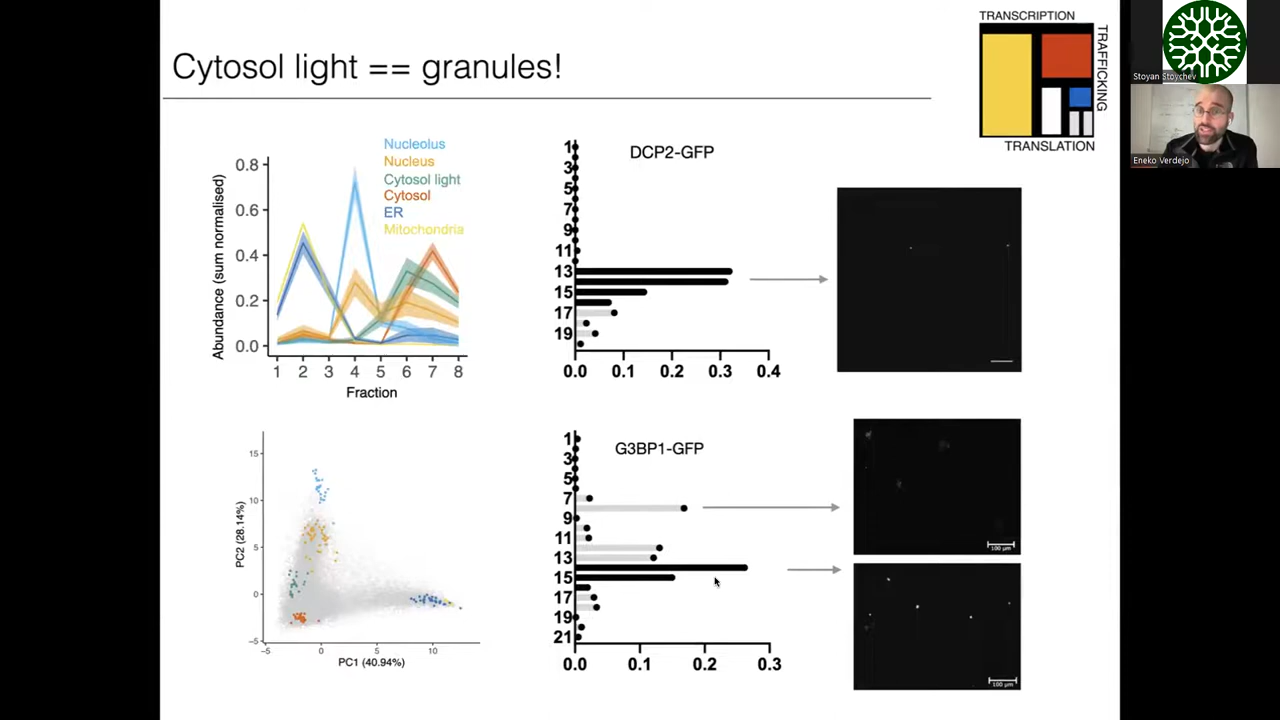 Cytosol light == granules!
TRANSCRIPTION
TRAFFICKING
TRANSLATION
Stoyan Stoychev
Eneko Verdejo
Abundance (sum normalised)
0.8
0.6
0.4
0.2
0.0
Nucleolus
Nucleus
Cytosol light
Cytosol
ER
Mitochondria
1 2 3 4 5 6 7 8
Fraction
DCP2-GFP
1
3
5
7
9
11
13
15
17
19
0.0 0.1 0.2 0.3 0.4
PC2 (28.14%)
15
10
5
0
−5
−5 0 5 10
PC1 (40.94%)
G3BP1-GFP
1
3
5
7
9
11
13
15
17
19
21
0.0 0.1 0.2 0.3
100 µm
100 µm